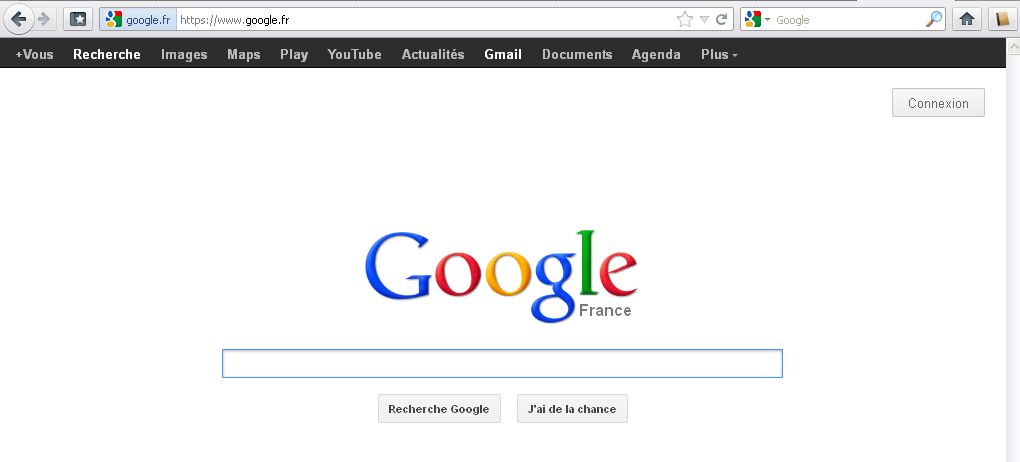 google.fr https://www.google.fr Google
+Vous Recherche Images Maps Play YouTube Actualités Gmail Documents Agenda Plus
Connexion
Google
France
Recherche Google J'ai de la chance